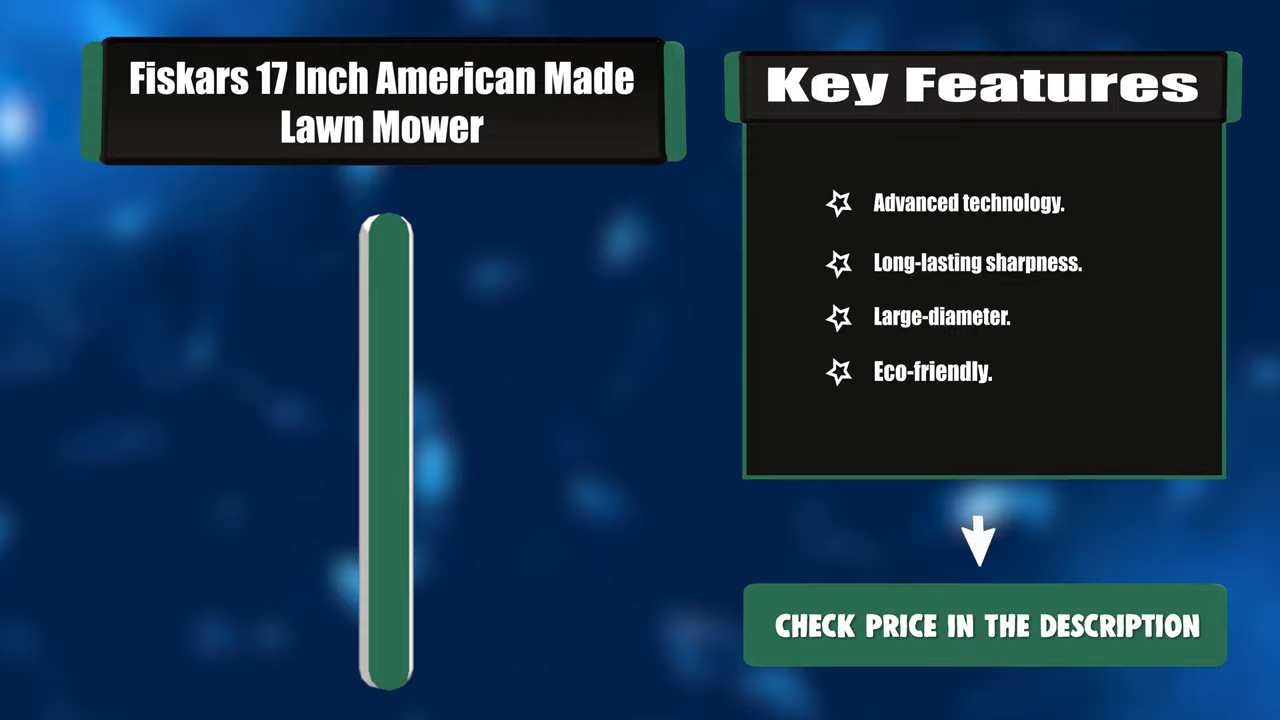 Fiskars 17 Inch American Made
Lawn Mower
Key Features
Advanced technology.
Long-lasting sharpness.
Large-diameter.
Eco-friendly.
CHECK PRICE IN THE DESCRIPTION